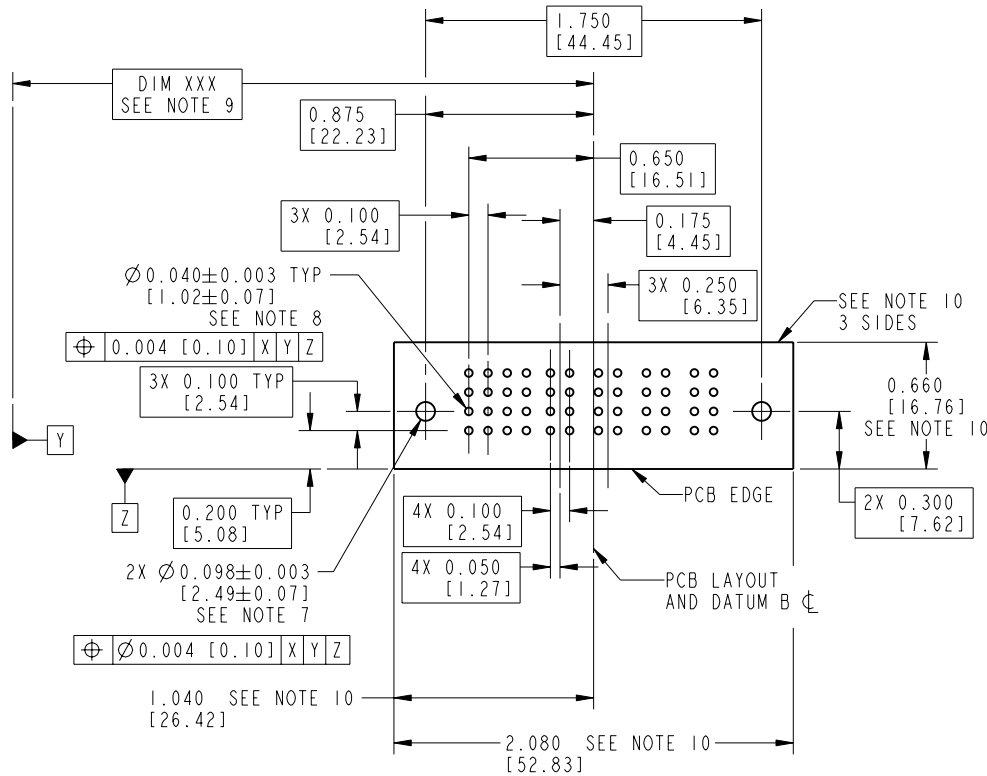 1.750
[44.45]
DIM XXX
SEE NOTE 9
0.875
[22.23]
0.650
[16.51]
3X 0.100
[2.54]
0.175
[4.45]
Ø0.040±0.003 TYP
[1.02±0.07]
SEE NOTE 8
3X 0.250
[6.35]
SEE NOTE 10
3 SIDES
⌖ 0.004 [0.10] X Y Z
3X 0.100 TYP
[2.54]
0.660
[16.76]
SEE NOTE 10
Y
Z
0.200 TYP
[5.08]
4X 0.100
[2.54]
PCB EDGE
2X 0.300
[7.62]
2X Ø0.098±0.003
[2.49±0.07]
SEE NOTE 7
4X 0.050
[1.27]
PCB LAYOUT
AND DATUM B ℄
⌖ Ø0.004 [0.10] X Y Z
1.040 SEE NOTE 10
[26.42]
2.080 SEE NOTE 10
[52.83]